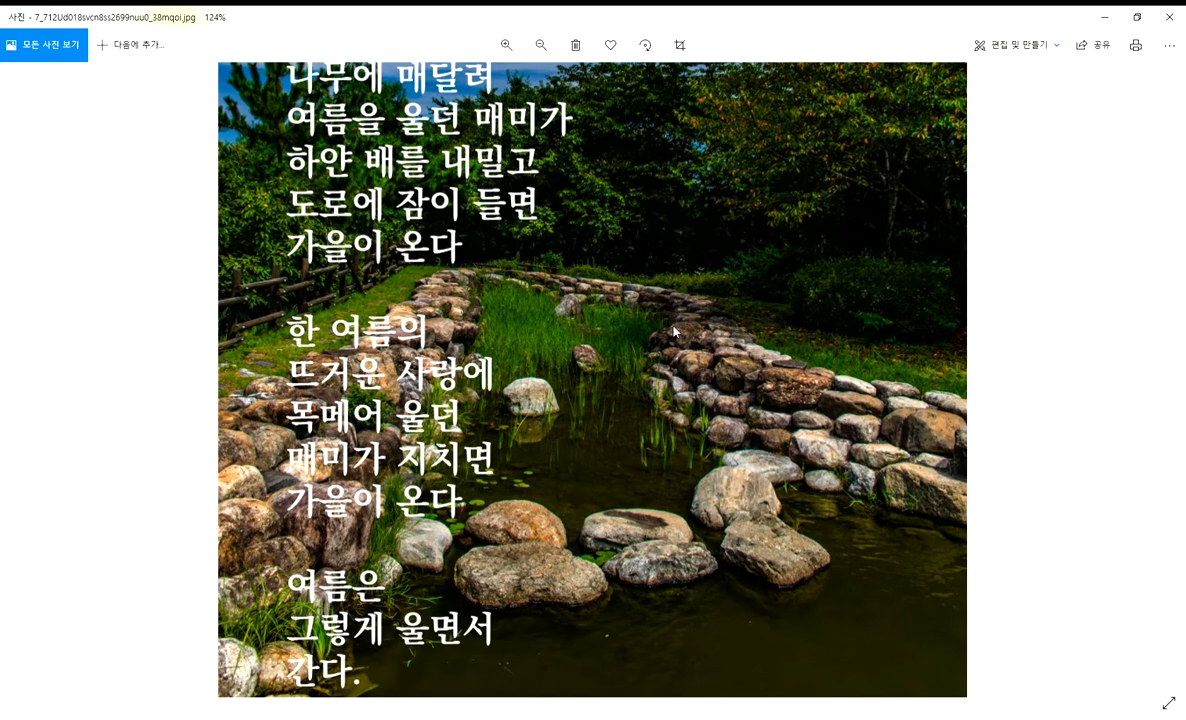 사진 - 7_712Ud018svcn8ss2699nuu0_38mqoi.jpg 124%
모든 사진 보기 다음에 추가... 편집 및 만들기 공유
나무에 매달려
여름을 울던 매미가
하얀 배를 내밀고
도로에 잠이 들면
가을이 온다
한 여름의
뜨거운 사랑에
목메어 울던
매미가 지치면
가을이 온다
여름은
그렇게 울면서
간다.